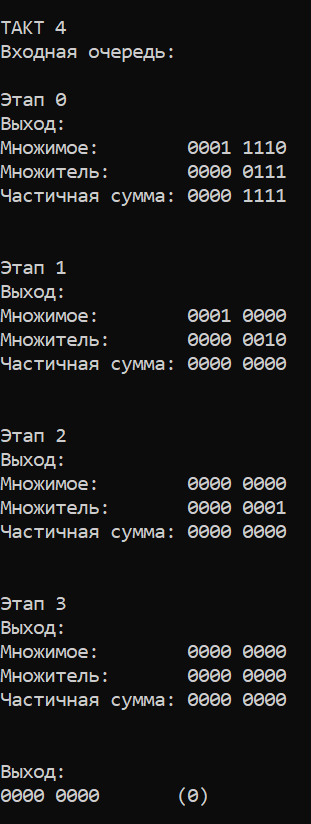 ТАКТ 4
Входная очередь:
Этап 0
Выход:
Множимое: 0001 1110
Множитель: 0000 0111
Частичная сумма: 0000 1111
Этап 1
Выход:
Множимое: 0001 0000
Множитель: 0000 0010
Частичная сумма: 0000 0000
Этап 2
Выход:
Множимое: 0000 0000
Множитель: 0000 0001
Частичная сумма: 0000 0000
Этап 3
Выход:
Множимое: 0000 0000
Множитель: 0000 0000
Частичная сумма: 0000 0000
Выход:
0000 0000 (0)